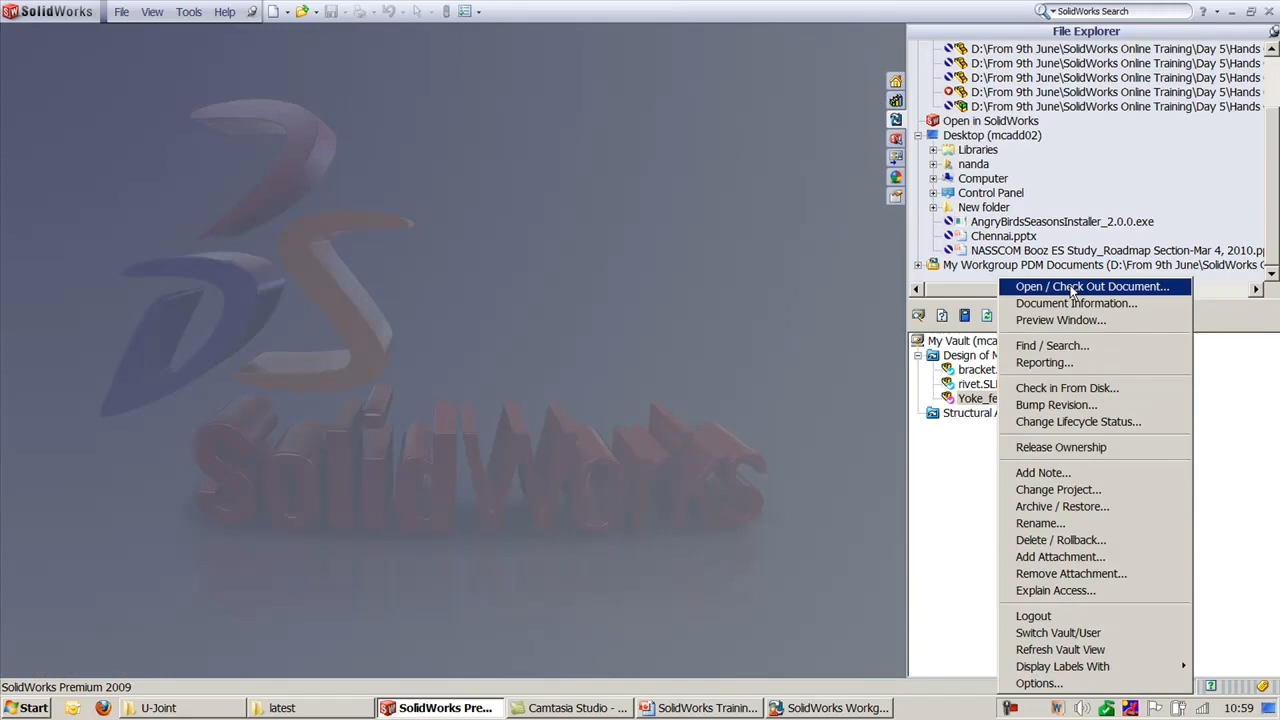 SolidWorks
File View Tools Help
SolidWorks Search
File Explorer
D:\From 9th June\SolidWorks Online Training\Day 5\Hands
D:\From 9th June\SolidWorks Online Training\Day 5\Hands
D:\From 9th June\SolidWorks Online Training\Day 5\Hands
D:\From 9th June\SolidWorks Online Training\Day 5\Hands
D:\From 9th June\SolidWorks Online Training\Day 5\Hands
Open in SolidWorks
Desktop (mcadd02)
Libraries
nanda
Computer
Control Panel
New folder
AngryBirdsSeasonsInstaller_2.0.0.exe
Chennai.pptx
NASSCOM Booz ES Study_Roadmap Section-Mar 4, 2010.pp
My Workgroup PDM Documents (D:\From 9th June\SolidWorks O
My Vault (mca
Design of M
bracket.
rivet.SL
Yoke_fe
Structural A
Open / Check Out Document...
Document Information...
Preview Window...
Find / Search...
Reporting...
Check in From Disk...
Bump Revision...
Change Lifecycle Status...
Release Ownership
Add Note...
Change Project...
Archive / Restore...
Rename...
Delete / Rollback...
Add Attachment...
Remove Attachment...
Explain Access...
Logout
Switch Vault/User
Refresh Vault View
Display Labels With
Options...
SolidWorks
SolidWorks Premium 2009
Start U-Joint latest SolidWorks Pre... Camtasia Studio - ... SolidWorks Trainin... SolidWorks Workg... 10:59